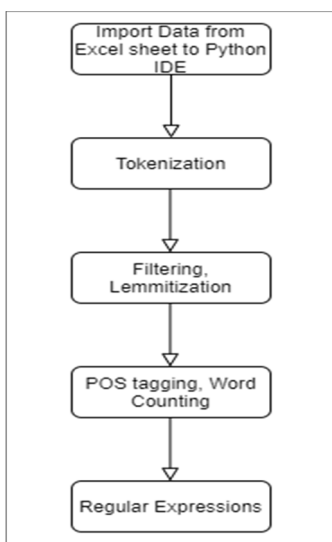 Import Data from
Excel sheet to Python
IDE
Tokenization
Filtering,
Lemmitization
POS tagging, Word
Counting
Regular Expressions